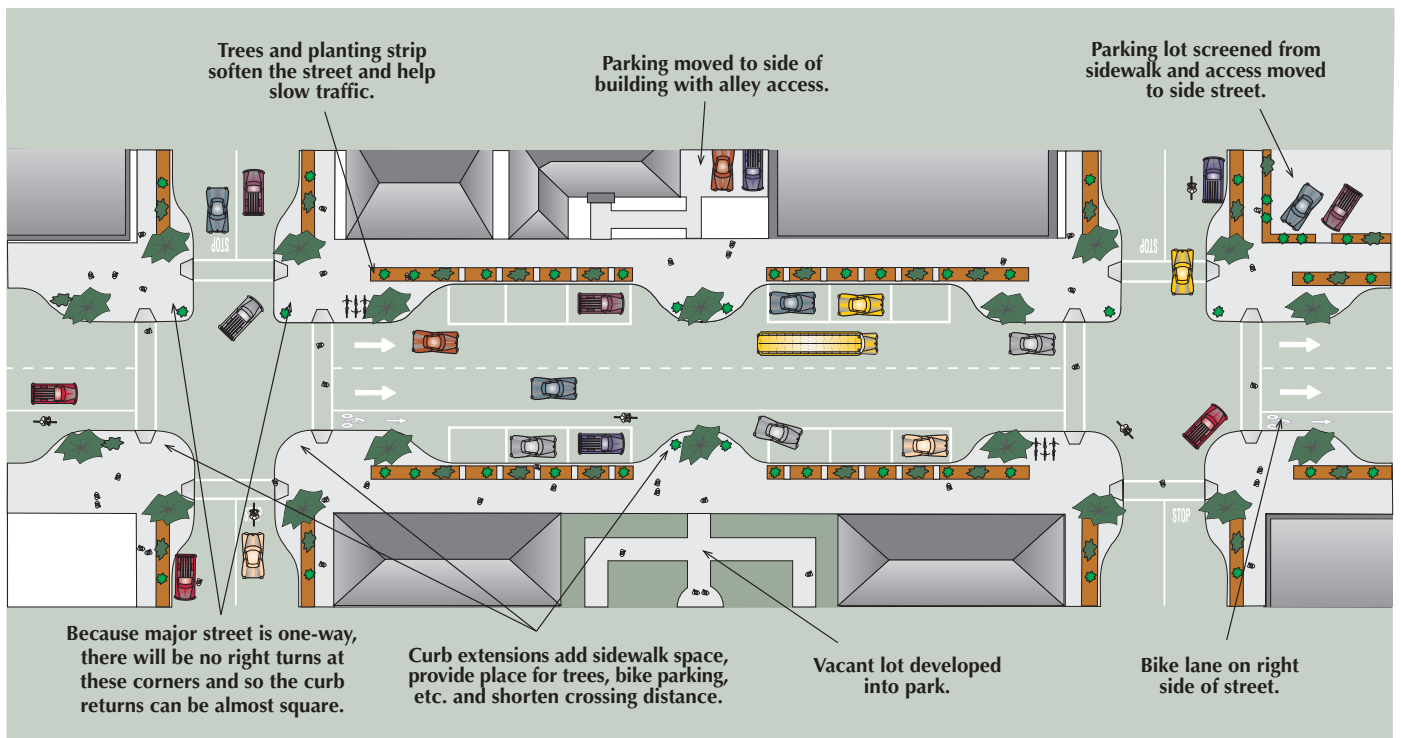 Trees and planting strip
soften the street and help
slow traffic.
Parking moved to side of
building with alley access.
Parking lot screened from
sidewalk and access moved
to side street.
STOP
STOP
STOP
Because major street is one-way,
there will be no right turns at
these corners and so the curb
returns can be almost square.
Curb extensions add sidewalk space,
provide place for trees, bike parking,
etc. and shorten crossing distance.
Vacant lot developed
into park.
Bike lane on right
side of street.